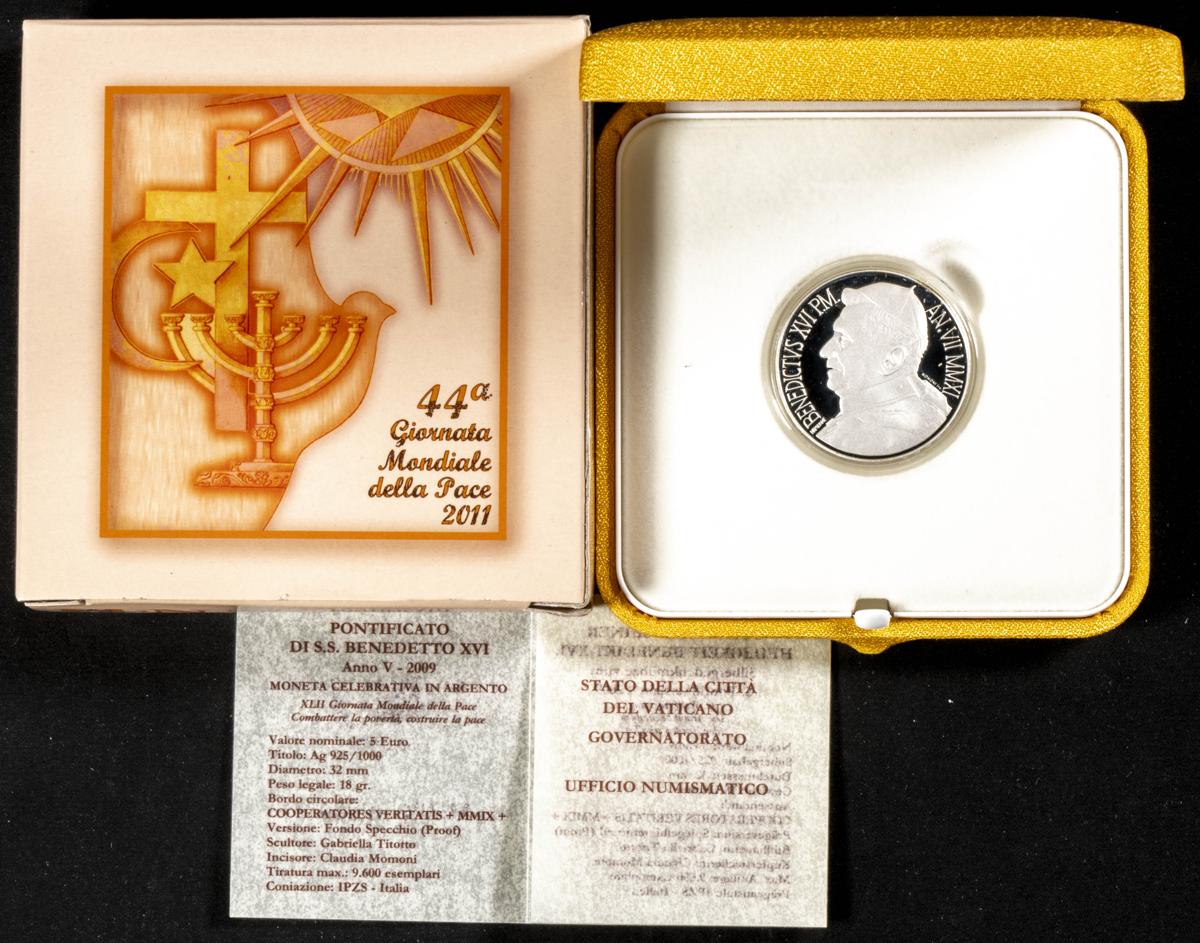 44ª
Giornata
Mondiale
della Pace
2011
BENEDICTVS XVI P.M. AN. VII MMXI
PONTIFICATO
DI S.S. BENEDETTO XVI
Anno V - 2009
MONETA CELEBRATIVA IN ARGENTO
XLII Giornata Mondiale della Pace
Combattere la povertà, costruire la pace
Valore nominale: 5 Euro
Titolo: Ag 925/1000
Diametro: 32 mm
Peso legale: 18 gr.
Bordo circolare:
COOPERATORES VERITATIS + MMIX +
Versione: Fondo Specchio (Proof)
Scultore: Gabriella Titotto
Incisore: Claudia Momoni
Tiratura max.: 9.600 esemplari
Coniazione: IPZS - Italia
STATO DELLA CITTÀ
DEL VATICANO
GOVERNATORATO
UFFICIO NUMISMATICO